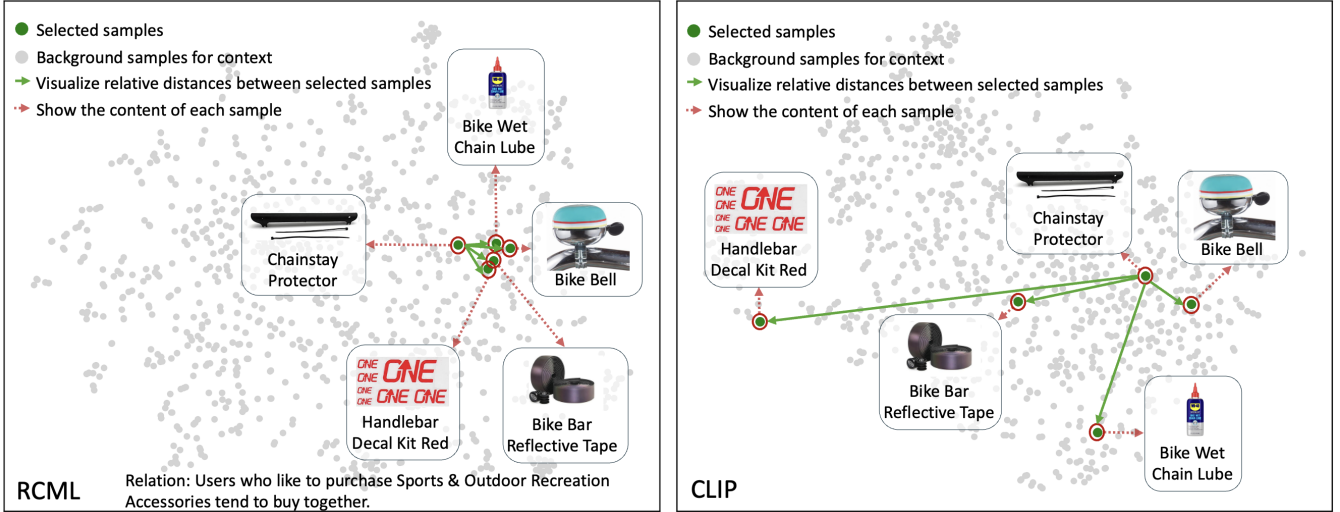 Selected samples
Background samples for context
Visualize relative distances between selected samples
Show the content of each sample
Bike Wet
Chain Lube
Chainstay
Protector
Bike Bell
ONE
ONE
ONE
ONE
ONE
ONE ONE
Handlebar
Decal Kit Red
Bike Bar
Reflective Tape
RCML
Relation: Users who like to purchase Sports & Outdoor Recreation
Accessories tend to buy together.
Selected samples
Background samples for context
Visualize relative distances between selected samples
Show the content of each sample
ONE
ONE
ONE
ONE
ONE
ONE ONE
Handlebar
Decal Kit Red
Chainstay
Protector
Bike Bell
Bike Bar
Reflective Tape
Bike Wet
Chain Lube
CLIP